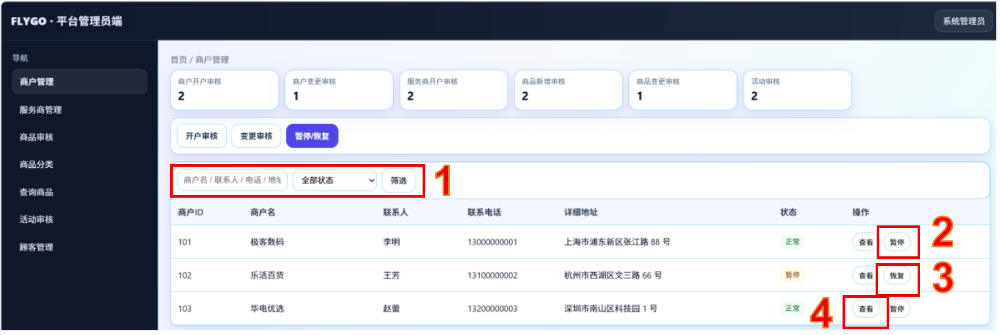 FLYGO · 平台管理员端
系统管理员
导航
商户管理
服务商管理
商品审核
商品分类
查询商品
活动审核
顾客管理
首页 / 商户管理
商户开户审核 商户变更审核 服务商开户审核 商品新增审核 商品变更审核 活动审核
2 1 2 2 1 2
开户审核 变更审核 暂停/恢复
商户名 / 联系人 / 电话 / 地址 全部状态 筛选 1
商户ID 商户名 联系人 联系电话 详细地址 状态 操作
101 极客数码 李明 13000000001 上海市浦东新区张江路 88 号 正常 查看 暂停 2
102 乐活百货 王芳 13100000002 杭州市西湖区文三路 66 号 暂停 查看 恢复 3
103 华电优选 赵蕾 13200000003 深圳市南山区科技园 1 号 正常 4 查看 暂停